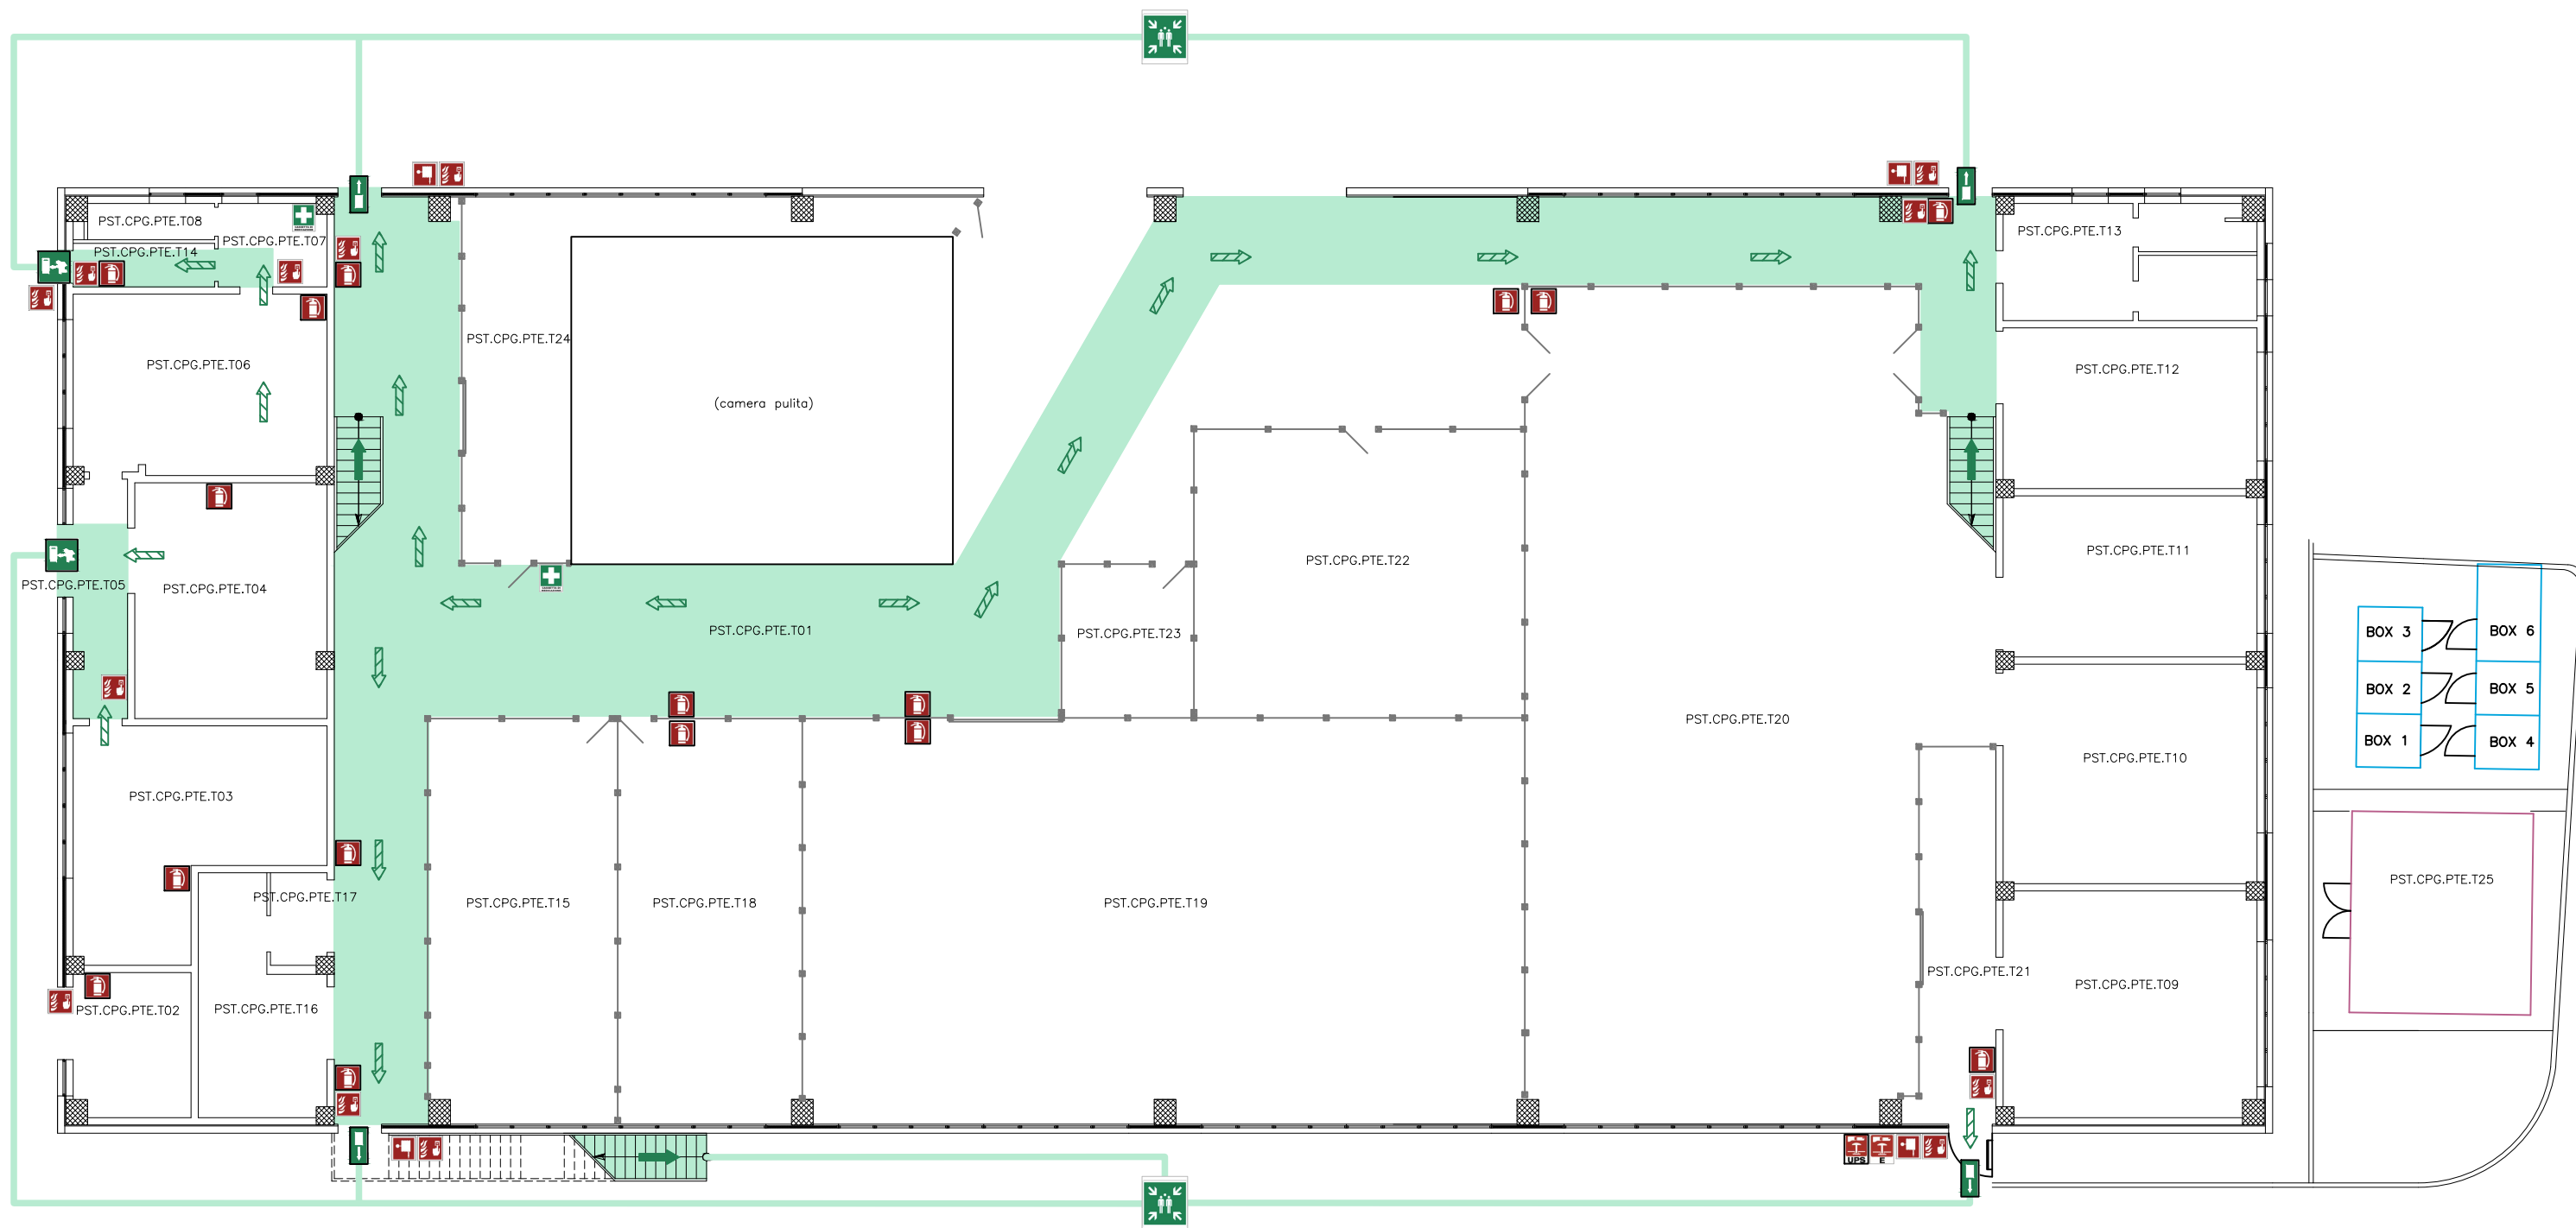 PST.CPG.PTE.T08
PST.CPG.PTE.T07
PST.CPG.PTE.T14
PST.CPG.PTE.T13
PST.CPG.PTE.T06
PST.CPG.PTE.T24
(camera pulita)
PST.CPG.PTE.T12
PST.CPG.PTE.T05
PST.CPG.PTE.T04
PST.CPG.PTE.T22
PST.CPG.PTE.T11
PST.CPG.PTE.T01
PST.CPG.PTE.T23
BOX 3
BOX 6
BOX 2
BOX 5
BOX 1
BOX 4
PST.CPG.PTE.T20
PST.CPG.PTE.T10
PST.CPG.PTE.T03
PST.CPG.PTE.T17
PST.CPG.PTE.T15
PST.CPG.PTE.T18
PST.CPG.PTE.T19
PST.CPG.PTE.T25
PST.CPG.PTE.T21
PST.CPG.PTE.T09
PST.CPG.PTE.T02
PST.CPG.PTE.T16
UPS
E